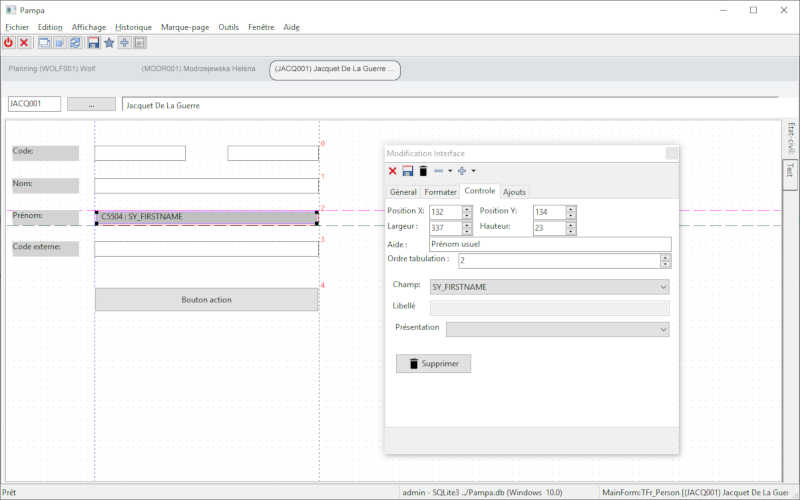 Pampa
Fichier Edition Affichage Historique Marque-page Outils Fenêtre Aide
Planning (WOLF001) Wolf (MODR001) Modrzejewska Helena (JACQ001) Jacquet De La Guerre ...
JACQ001 ... Jacquet De La Guerre
Etat-civil:
Test
Code:
0
Nom:
1
Prénom:
C5504 : SY_FIRSTNAME
2
Code externe:
3
Bouton action
4
Modification Interface
Géneral Formater Controle Ajouts
Position X: 132 Position Y: 134
Largeur : 337 Hauteur: 23
Aide : Prénom usuel
Ordre tabulation : 2
Champ: SY_FIRSTNAME
Libellé
Présentation
Supprimer
Prêt
admin - SQLite3 ../Pampa.db (Windows 10.0)
MainForm:TFr_Person [(JACQ001) Jacquet De La Guer